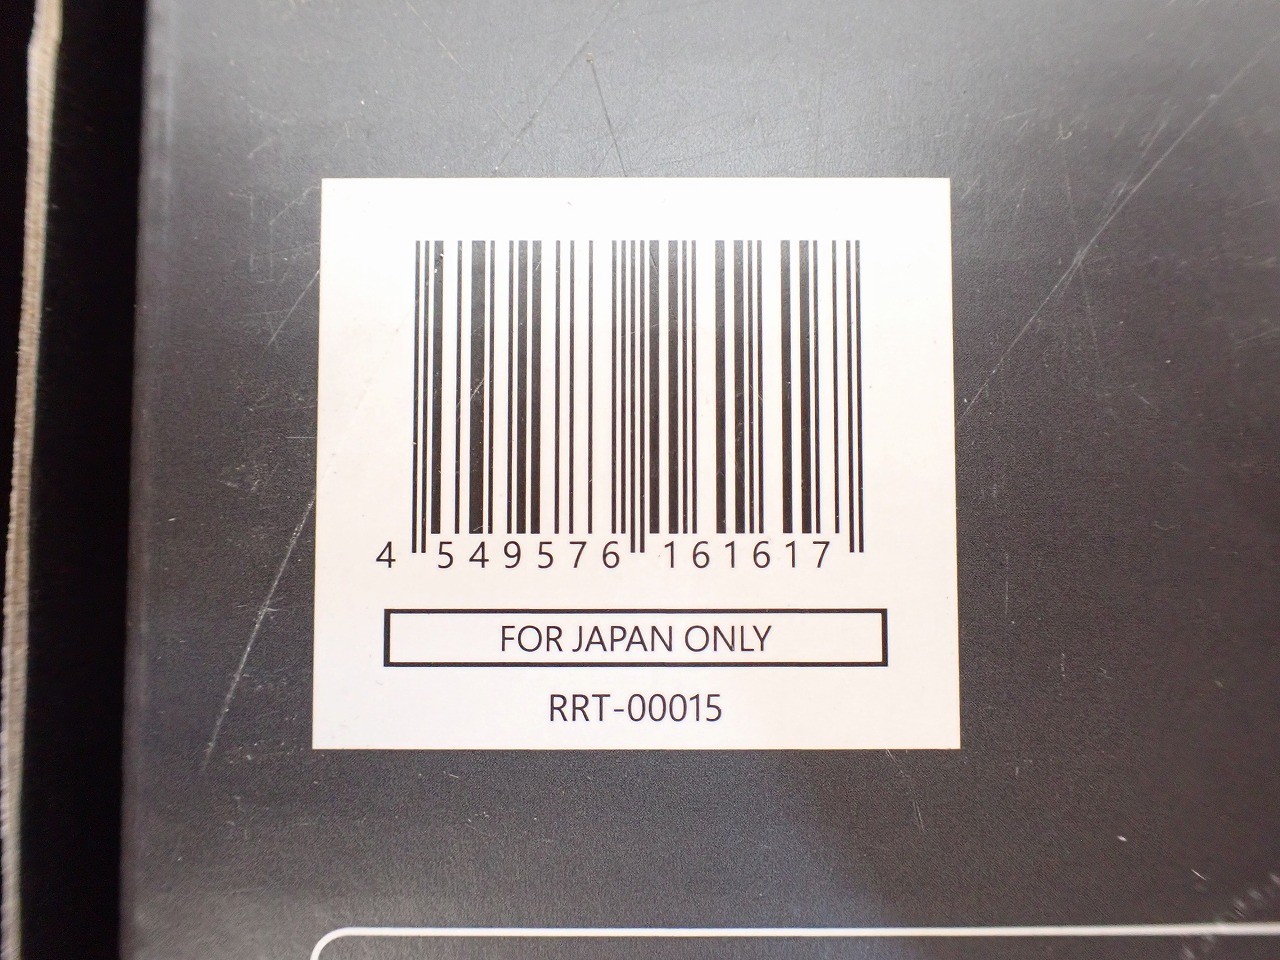 4 549576 161617
FOR JAPAN ONLY
RRT-00015